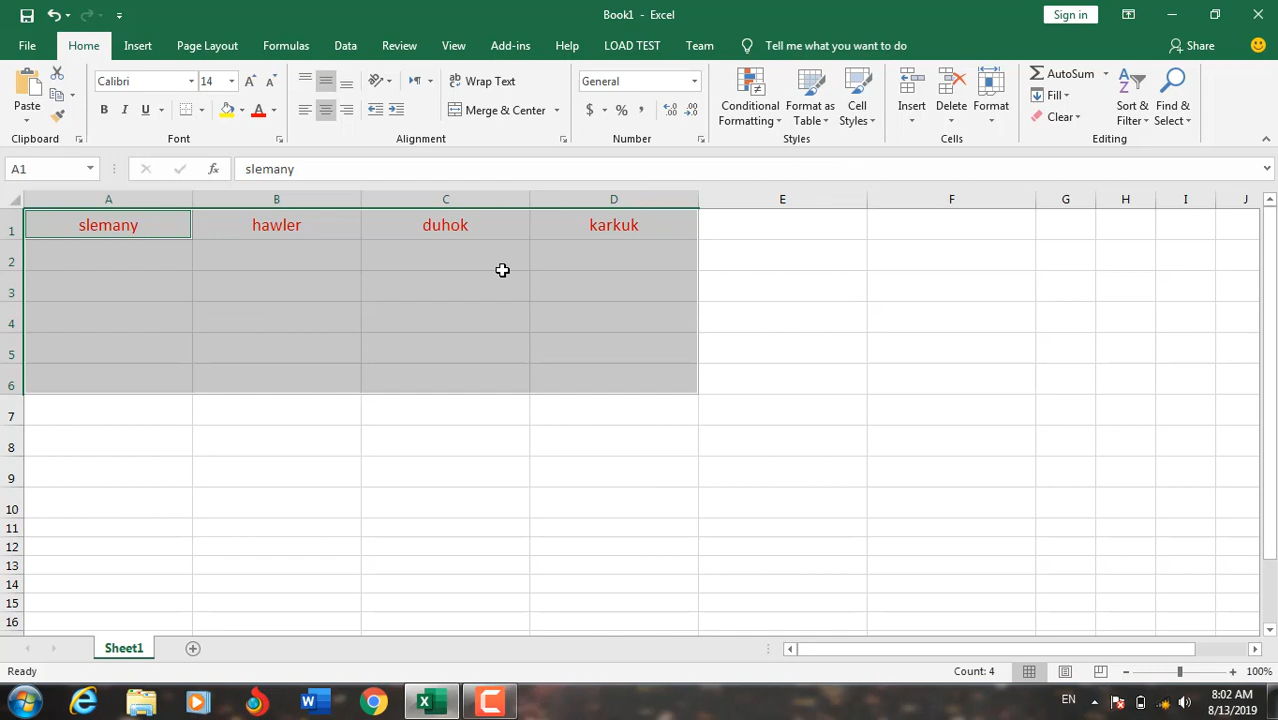 Book1 - Excel
Sign in
File Home Insert Page Layout Formulas Data Review View Add-ins Help LOAD TEST Team Tell me what you want to do Share
Calibri 14 Wrap Text General AutoSum
Paste Conditional Formatting Format as Table Cell Styles Insert Delete Format Fill Sort & Filter Find & Select
B I U A Merge & Center $ % , Clear
Clipboard Font Alignment Number Styles Cells Editing
A1 fx slemany
A B C D E F G H I J
1 slemany hawler duhok karkuk
2
3
4
5
6
7
8
9
10
11
12
13
14
15
16
Sheet1
Ready Count: 4 100%
EN 8:02 AM
8/13/2019